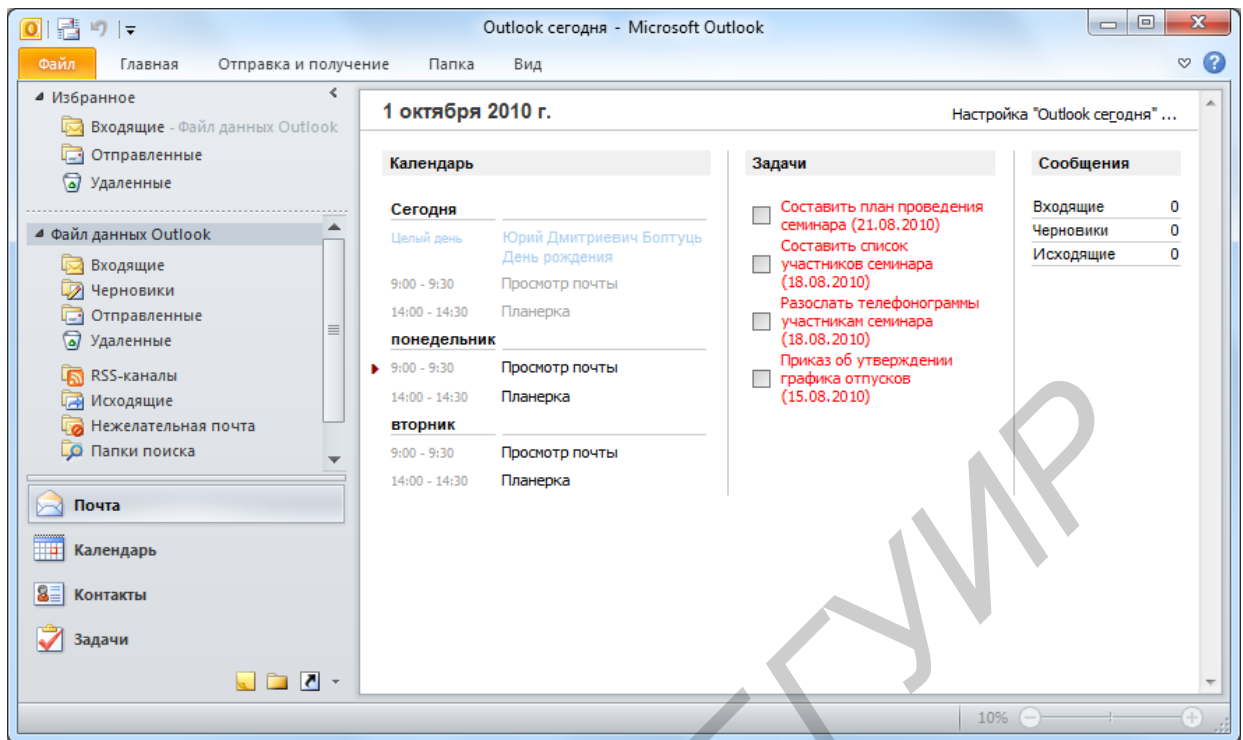 Outlook сегодня - Microsoft Outlook
Файл Главная Отправка и получение Папка Вид
Избранное
Входящие - Файл данных Outlook
Отправленные
Удаленные
Файл данных Outlook
Входящие
Черновики
Отправленные
Удаленные
RSS-каналы
Исходящие
Нежелательная почта
Папки поиска
Почта
Календарь
Контакты
Задачи
1 октября 2010 г.
Настройка "Outlook сегодня" ...
Календарь
Сегодня
Целый день Юрий Дмитриевич Болтуць
День рождения
9:00 - 9:30 Просмотр почты
14:00 - 14:30 Планерка
понедельник
9:00 - 9:30 Просмотр почты
14:00 - 14:30 Планерка
вторник
9:00 - 9:30 Просмотр почты
14:00 - 14:30 Планерка
Задачи
Составить план проведения
семинара (21.08.2010)
Составить список
участников семинара
(18.08.2010)
Разослать телефонограммы
участникам семинара
(18.08.2010)
Приказ об утверждении
графика отпусков
(15.08.2010)
Сообщения
Входящие 0
Черновики 0
Исходящие 0
10%
ГУИР